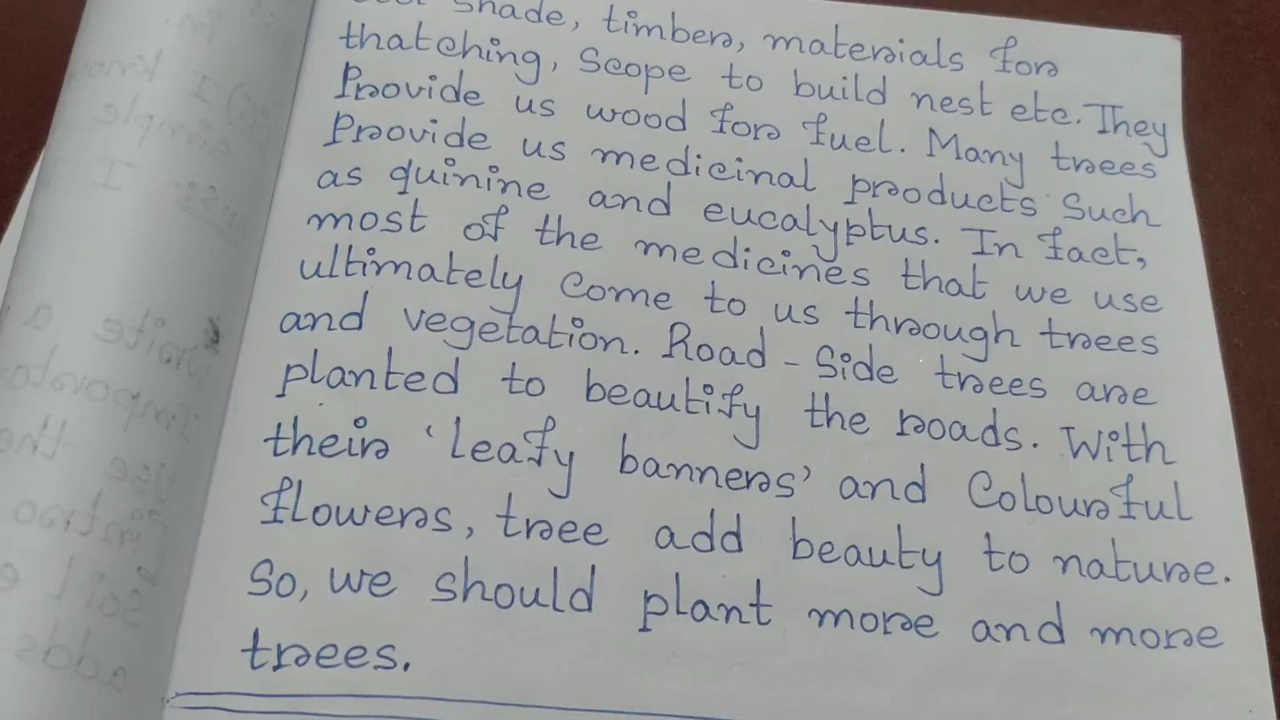 shade, timber, materials for
thatching, Scope to build nest etc. They
Provide us wood for fuel. Many trees
Provide us medicinal products Such
as quinine and eucalyptus. In fact,
most of the medicines that we use
ultimately come to us through trees
and vegetation. Road - Side trees are
planted to beautify the roads. With
their 'leafy banners' and Colourful
flowers, tree add beauty to nature.
So, we should plant more and more
trees.